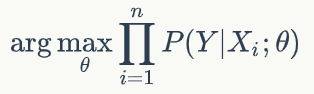 arg max_θ ∏_{i=1}^{n} P(Y|X_i; θ)